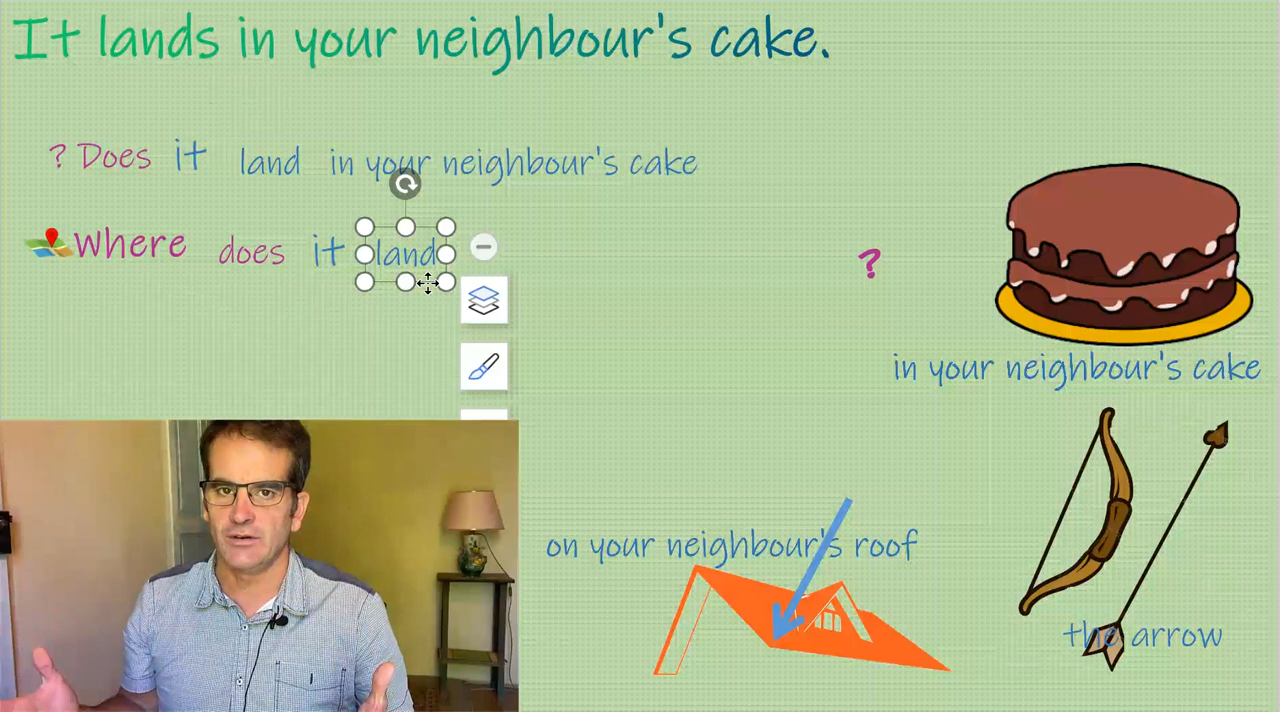 It lands in your neighbour's cake.
? Does it land in your neighbour's cake
Where does it land
?
in your neighbour's cake
on your neighbour's roof
the arrow